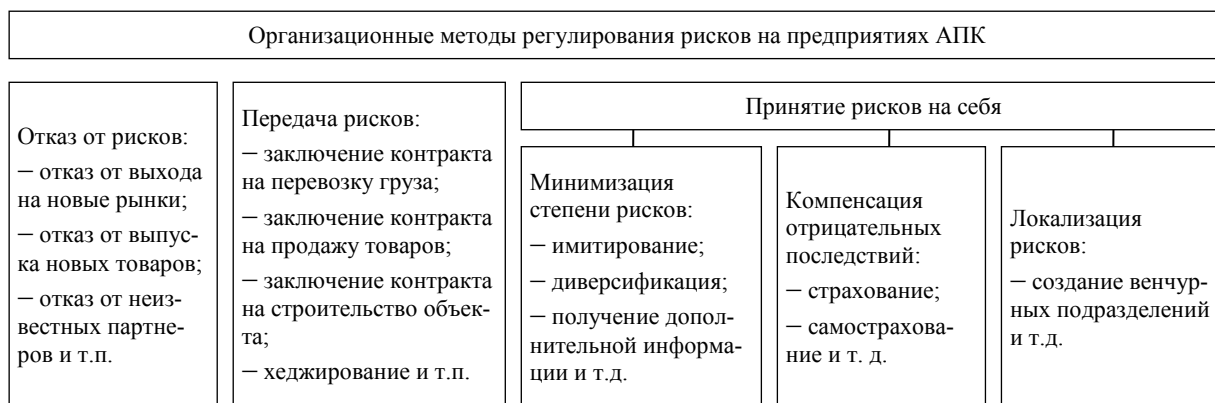 Организационные методы регулирования рисков на предприятиях АПК
Отказ от рисков:
– отказ от выхода
на новые рынки;
– отказ от выпус-
ка новых товаров;
– отказ от неиз-
вестных партне-
ров и т.п.
Передача рисков:
– заключение контракта
на перевозку груза;
– заключение контракта
на продажу товаров;
– заключение контракта
на строительство объек-
та;
– хеджирование и т.п.
Принятие рисков на себя
Минимизация
степени рисков:
– имитирование;
– диверсификация;
– получение допол-
нительной информа-
ции и т.д.
Компенсация
отрицательных
последствий:
– страхование;
– самострахова-
ние и т. д.
Локализация
рисков:
– создание венчур-
ных подразделений
и т.д.